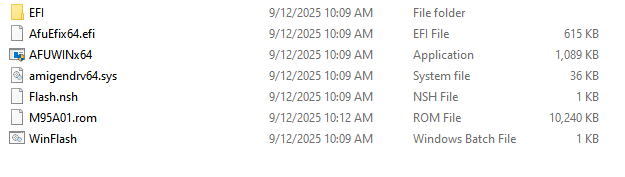 EFI 9/12/2025 10:09 AM File folder
AfuEfix64.efi 9/12/2025 10:09 AM EFI File 615 KB
AFUWINx64 9/12/2025 10:09 AM Application 1,089 KB
amigendrv64.sys 9/12/2025 10:09 AM System file 36 KB
Flash.nsh 9/12/2025 10:09 AM NSH File 1 KB
M95A01.rom 9/12/2025 10:12 AM ROM File 10,240 KB
WinFlash 9/12/2025 10:09 AM Windows Batch File 1 KB